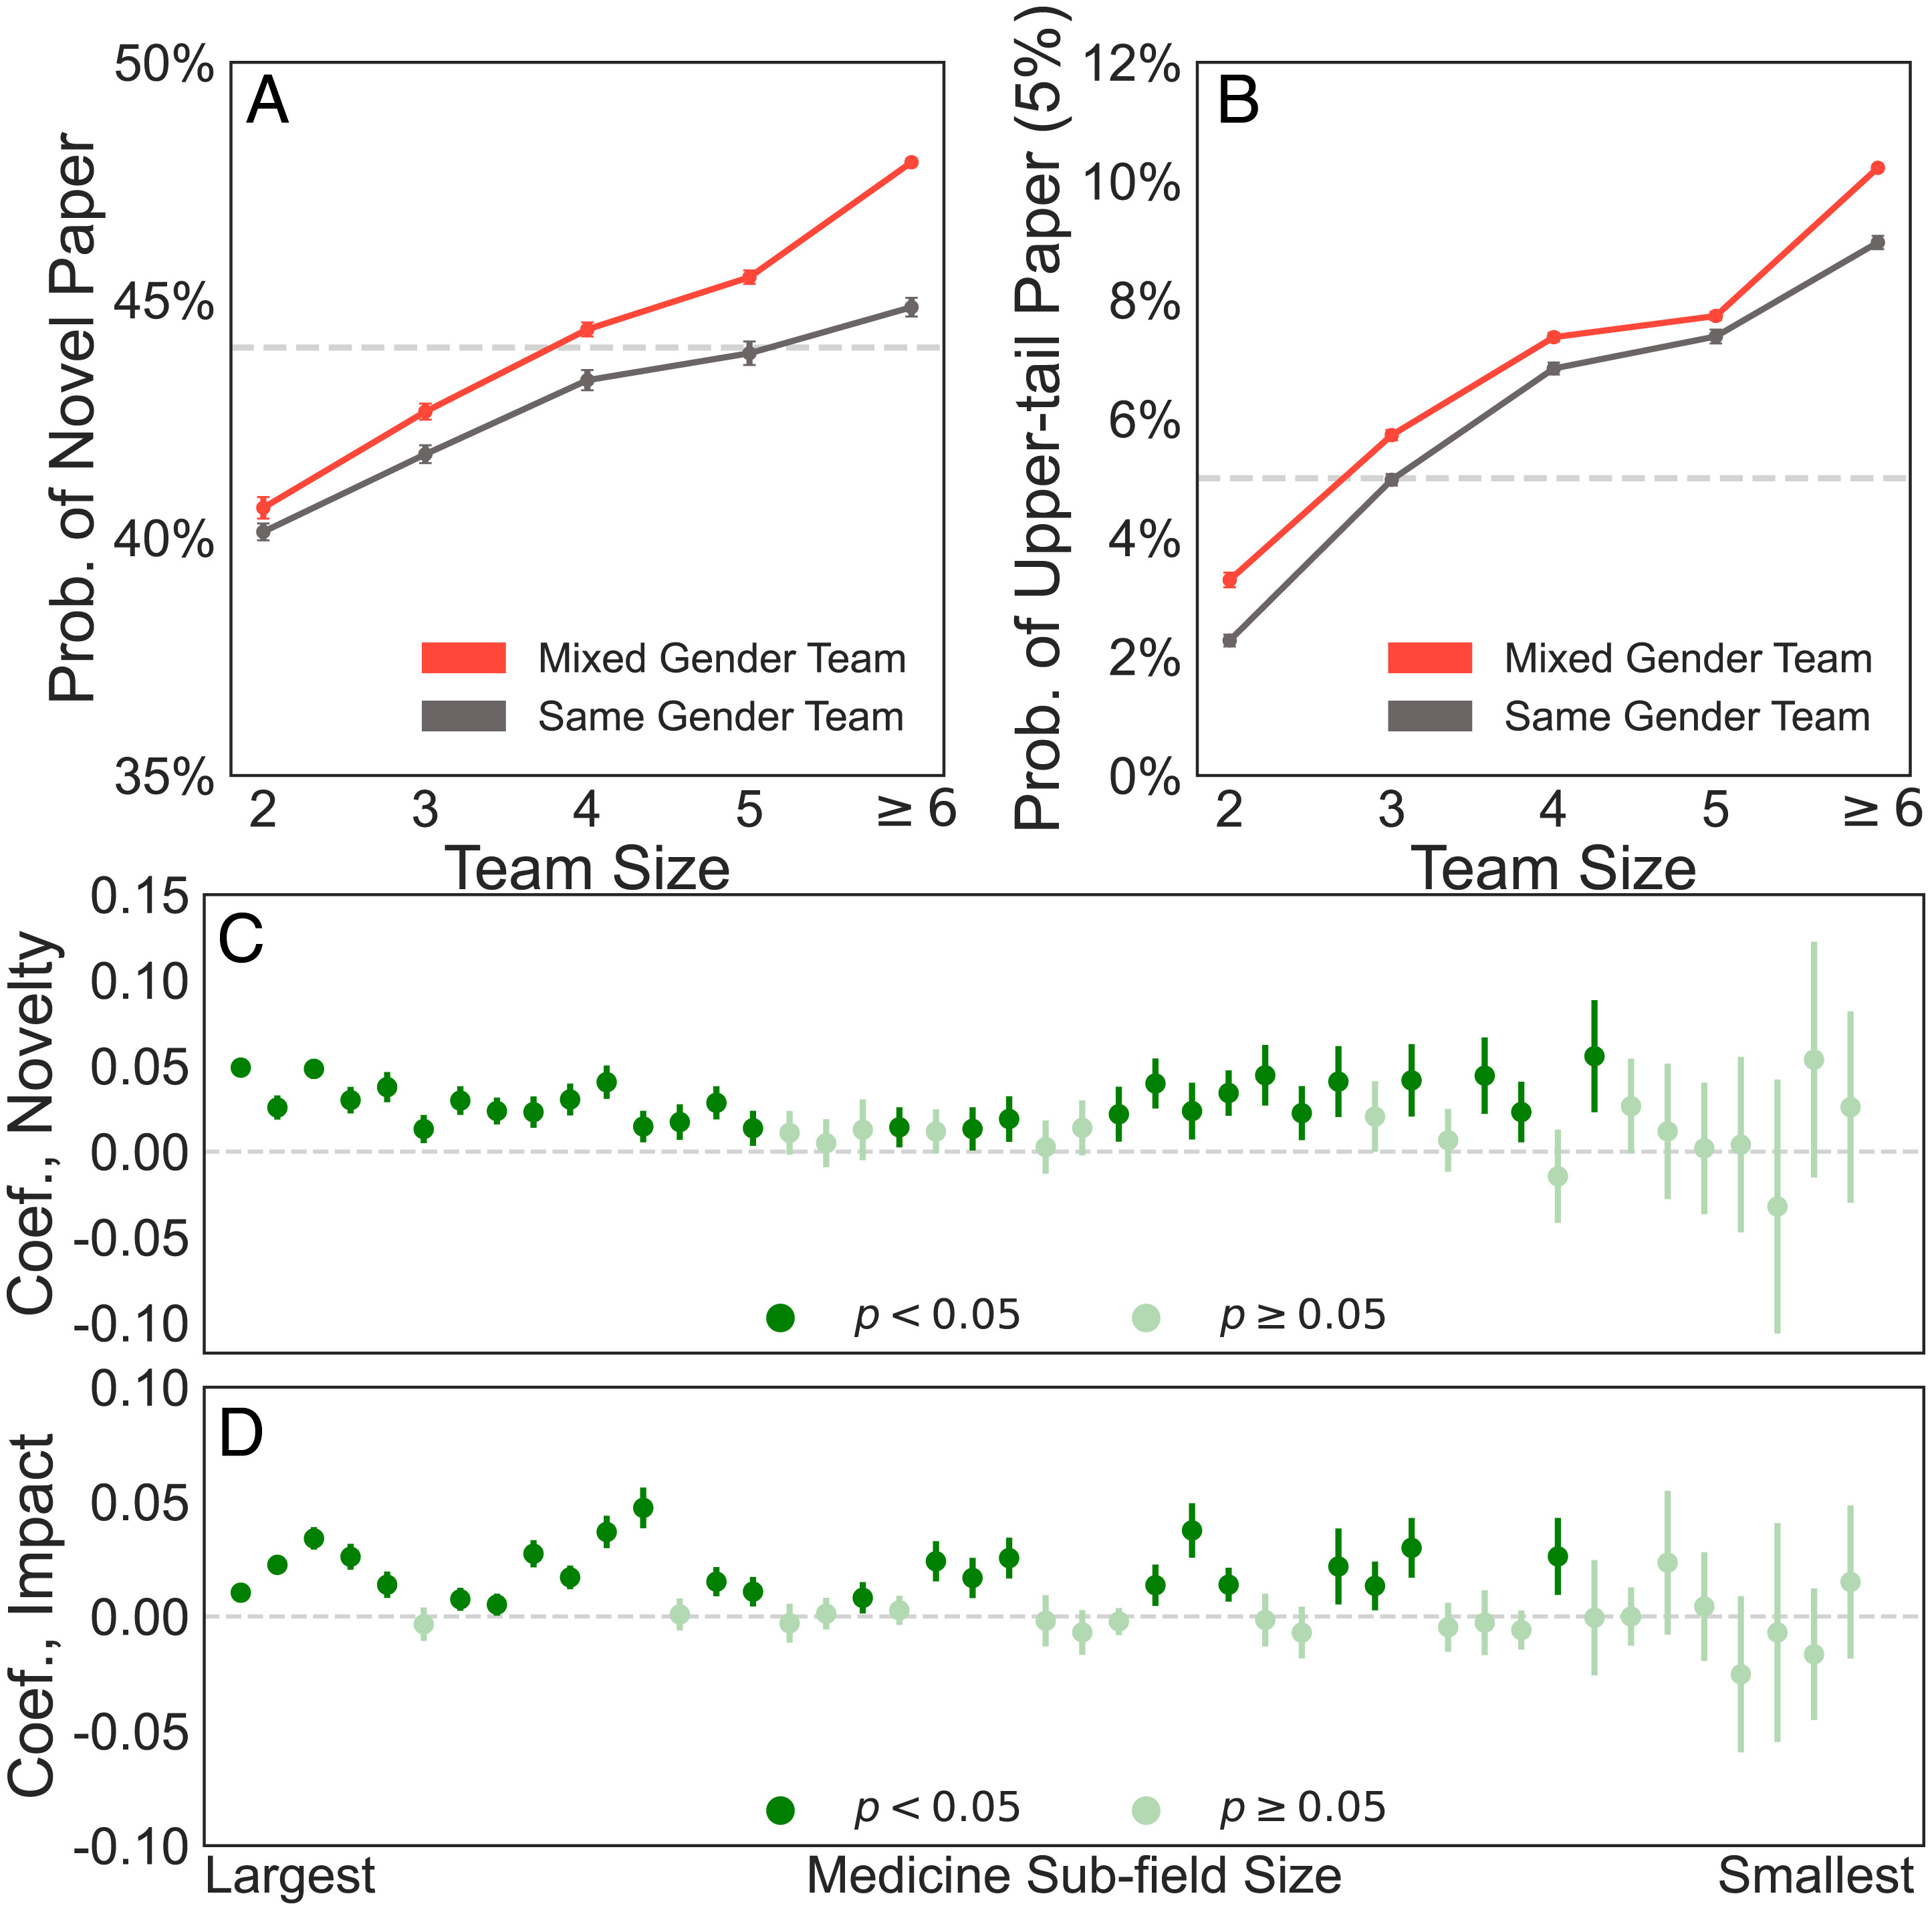 A
50%
45%
40%
35%
Prob. of Novel Paper
Mixed Gender Team
Same Gender Team
2 3 4 5 ≥ 6
Team Size
B
12%
10%
8%
6%
4%
2%
0%
Prob. of Upper-tail Paper (5%)
Mixed Gender Team
Same Gender Team
2 3 4 5 ≥ 6
Team Size
C
0.15
0.10
0.05
0.00
-0.05
-0.10
Coef., Novelty
p < 0.05 p ≥ 0.05
D
0.10
0.05
0.00
-0.05
-0.10
Coef., Impact
p < 0.05 p ≥ 0.05
Largest Medicine Sub-field Size Smallest